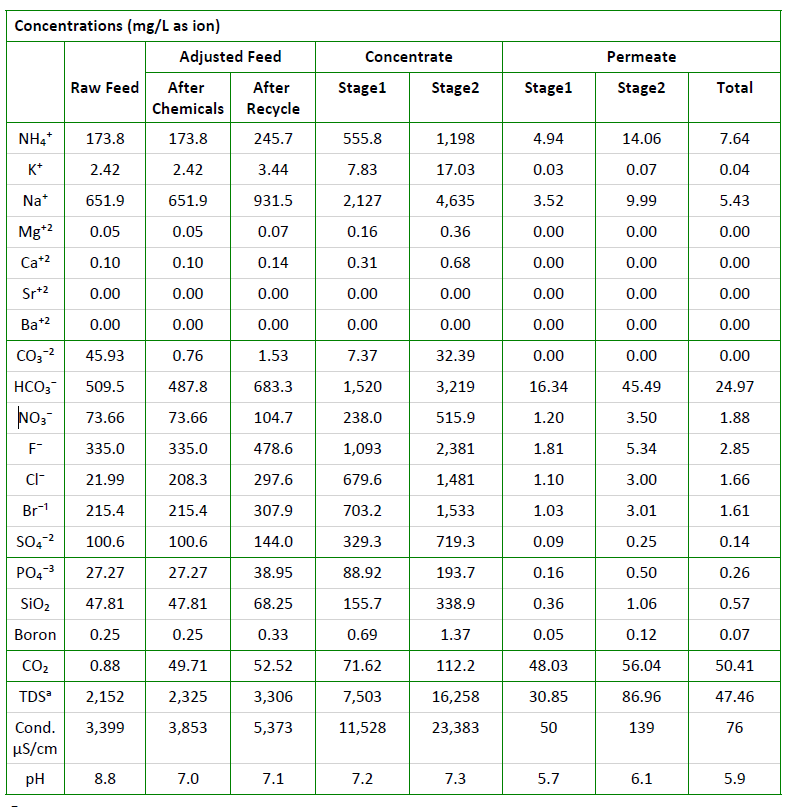 Concentrations (mg/L as ion)
Adjusted Feed Concentrate Permeate
Raw Feed After Chemicals After Recycle Stage1 Stage2 Stage1 Stage2 Total
NH₄⁺ 173.8 173.8 245.7 555.8 1,198 4.94 14.06 7.64
K⁺ 2.42 2.42 3.44 7.83 17.03 0.03 0.07 0.04
Na⁺ 651.9 651.9 931.5 2,127 4,635 3.52 9.99 5.43
Mg⁺² 0.05 0.05 0.07 0.16 0.36 0.00 0.00 0.00
Ca⁺² 0.10 0.10 0.14 0.31 0.68 0.00 0.00 0.00
Sr⁺² 0.00 0.00 0.00 0.00 0.00 0.00 0.00 0.00
Ba⁺² 0.00 0.00 0.00 0.00 0.00 0.00 0.00 0.00
CO₃⁻² 45.93 0.76 1.53 7.37 32.39 0.00 0.00 0.00
HCO₃⁻ 509.5 487.8 683.3 1,520 3,219 16.34 45.49 24.97
NO₃⁻ 73.66 73.66 104.7 238.0 515.9 1.20 3.50 1.88
F⁻ 335.0 335.0 478.6 1,093 2,381 1.81 5.34 2.85
Cl⁻ 21.99 208.3 297.6 679.6 1,481 1.10 3.00 1.66
Br⁻¹ 215.4 215.4 307.9 703.2 1,533 1.03 3.01 1.61
SO₄⁻² 100.6 100.6 144.0 329.3 719.3 0.09 0.25 0.14
PO₄⁻³ 27.27 27.27 38.95 88.92 193.7 0.16 0.50 0.26
SiO₂ 47.81 47.81 68.25 155.7 338.9 0.36 1.06 0.57
Boron 0.25 0.25 0.33 0.69 1.37 0.05 0.12 0.07
CO₂ 0.88 49.71 52.52 71.62 112.2 48.03 56.04 50.41
TDSᵃ 2,152 2,325 3,306 7,503 16,258 30.85 86.96 47.46
Cond. µS/cm 3,399 3,853 5,373 11,528 23,383 50 139 76
pH 8.8 7.0 7.1 7.2 7.3 5.7 6.1 5.9